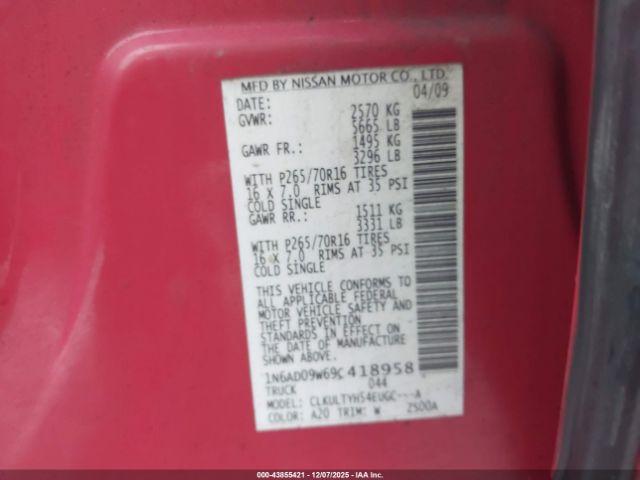 MFD BY NISSAN MOTOR CO., LTD.
DATE: 04/09
GVWR: 2570 KG
5665 LB
GAWR FR.: 1495 KG
3296 LB
WITH P265/70R16 TIRES
16 X 7.0 RIMS AT 35 PSI
COLD SINGLE
GAWR RR.: 1511 KG
3331 LB
WITH P265/70R16 TIRES
16 X 7.0 RIMS AT 35 PSI
COLD SINGLE
THIS VEHICLE CONFORMS TO
ALL APPLICABLE FEDERAL
MOTOR VEHICLE SAFETY AND
THEFT PREVENTION
STANDARDS IN EFFECT ON
THE DATE OF MANUFACTURE
SHOWN ABOVE.
1N6AD09W69C418958
TRUCK 044
MODEL: CLKULTYH54EUGC---A
COLOR: A20 TRIM: W 2500A
000-43855421 - 12/07/2025 - IAA Inc.